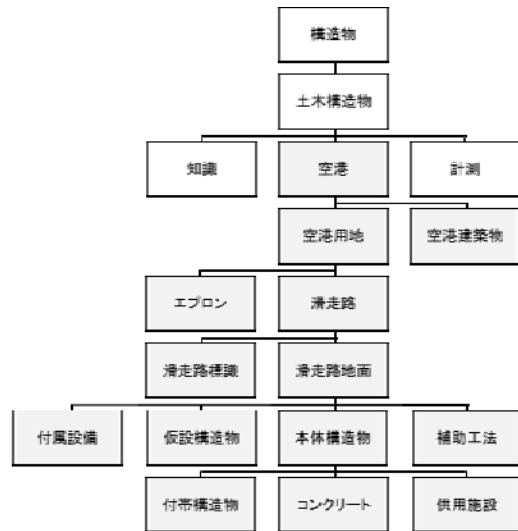 構造物
土木構造物
知識
空港
計測
空港用地
空港建築物
エプロン
滑走路
滑走路標識
滑走路地面
付属設備
仮設構造物
本体構造物
補助工法
付帯構造物
コンクリート
供用施設